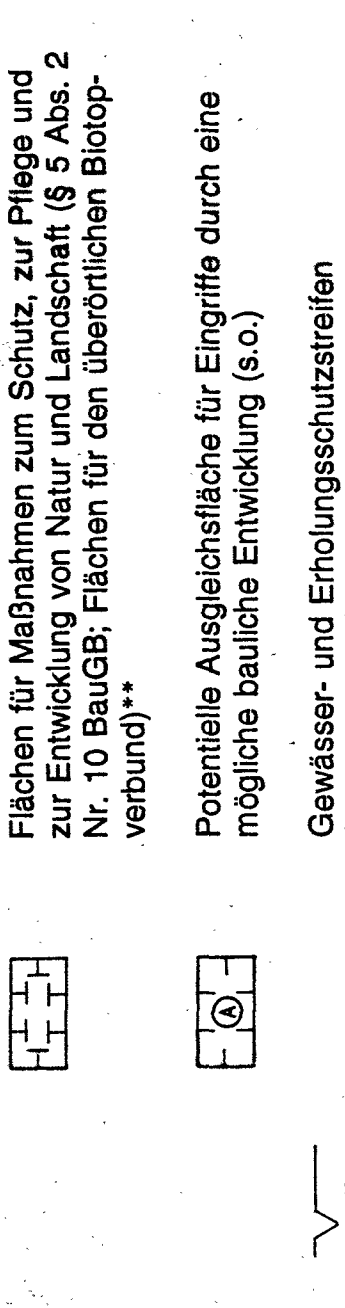 Flächen für Maßnahmen zum Schutz, zur Pflege und
zur Entwicklung von Natur und Landschaft (§ 5 Abs. 2
Nr. 10 BauGB; Flächen für den überörtlichen Biotop-
verbund)**
A
Potentielle Ausgleichsfläche für Eingriffe durch eine
mögliche bauliche Entwicklung (s.o.)
Gewässer- und Erholungsschutzstreifen